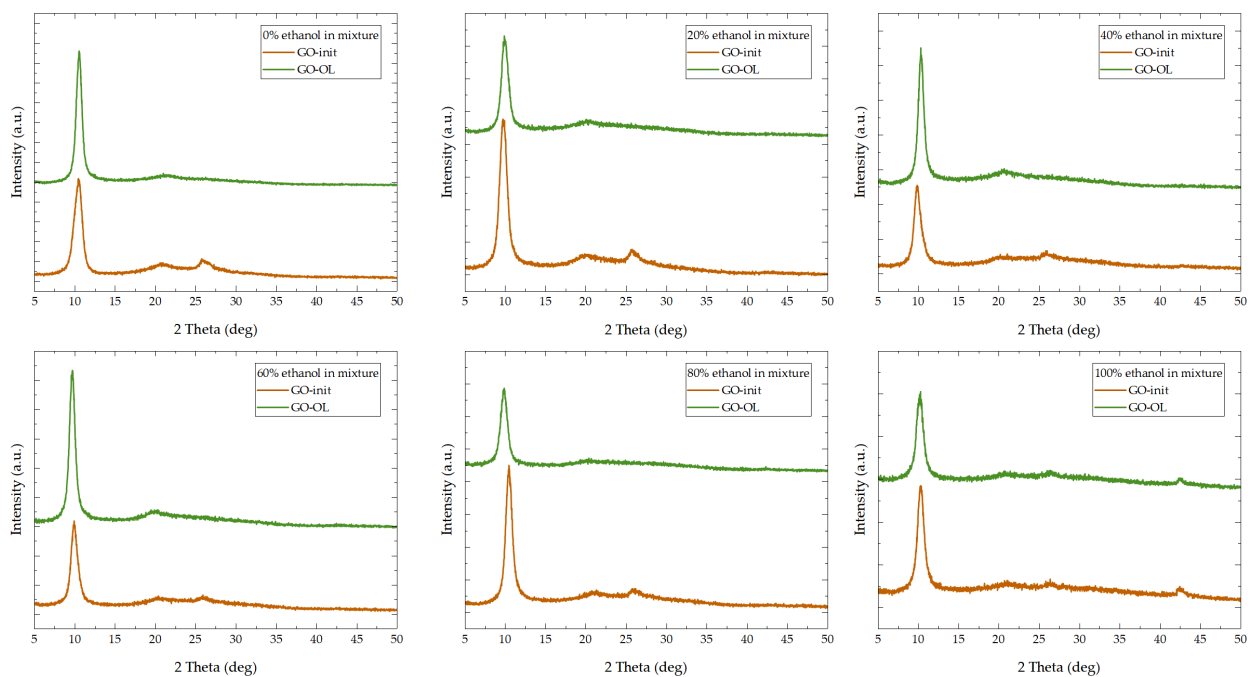 0% ethanol in mixture
GO-init
GO-OL
Intensity (a.u.)
5 10 15 20 25 30 35 40 45 50
2 Theta (deg)
20% ethanol in mixture
GO-init
GO-OL
Intensity (a.u.)
5 10 15 20 25 30 35 40 45 50
2 Theta (deg)
40% ethanol in mixture
GO-init
GO-OL
Intensity (a.u.)
5 10 15 20 25 30 35 40 45 50
2 Theta (deg)
60% ethanol in mixture
GO-init
GO-OL
Intensity (a.u.)
5 10 15 20 25 30 35 40 45 50
2 Theta (deg)
80% ethanol in mixture
GO-init
GO-OL
Intensity (a.u.)
5 10 15 20 25 30 35 40 45 50
2 Theta (deg)
100% ethanol in mixture
GO-init
GO-OL
Intensity (a.u.)
5 10 15 20 25 30 35 40 45 50
2 Theta (deg)